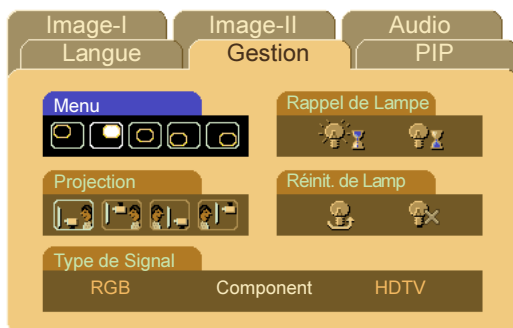 Image-I Image-II Audio
Langue Gestion PIP
Menu Rappel de Lampe
Projection Réinit. de Lamp
Type de Signal
RGB Component HDTV